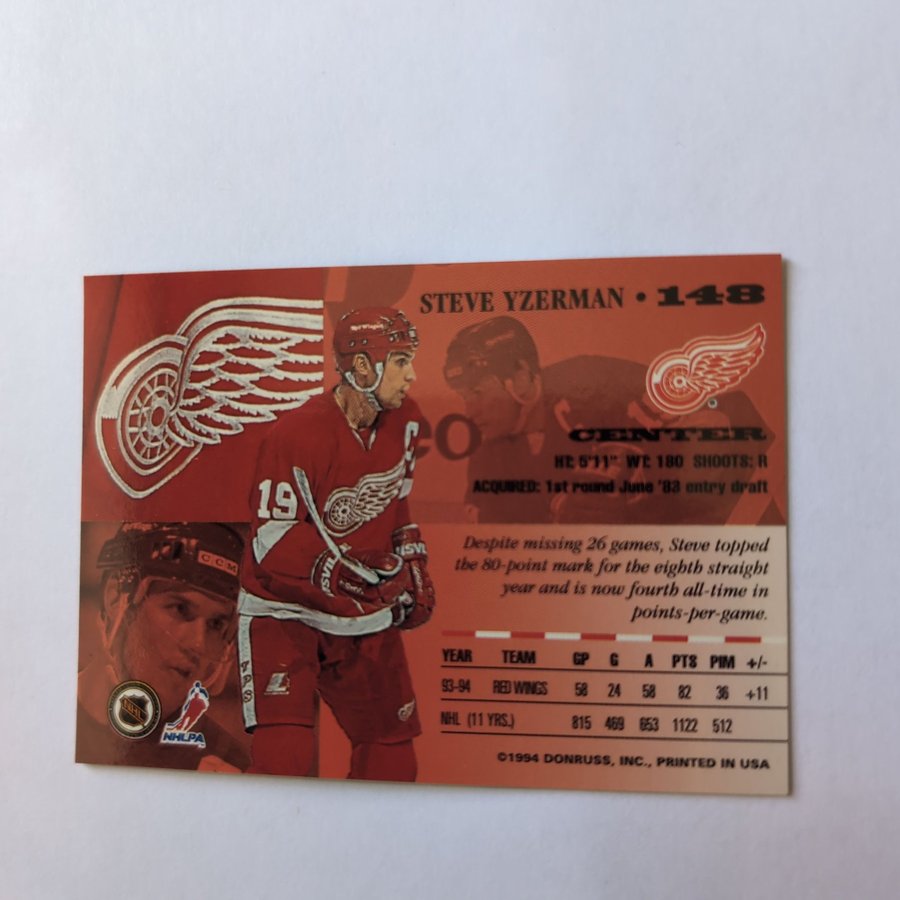 STEVE YZERMAN • 148
CENTER
HT: 5'11" WT: 180 SHOOTS: R
ACQUIRED: 1st round June '83 entry draft
19
C
CCM
Despite missing 26 games, Steve topped
the 80-point mark for the eighth straight
year and is now fourth all-time in
points-per-game.
YEAR TEAM GP G A PTS PIM +/-
93-94 RED WINGS 58 24 58 82 36 +11
NHL (11 YRS.) 815 469 653 1122 512
NHL
NHLPA
©1994 DONRUSS, INC., PRINTED IN USA